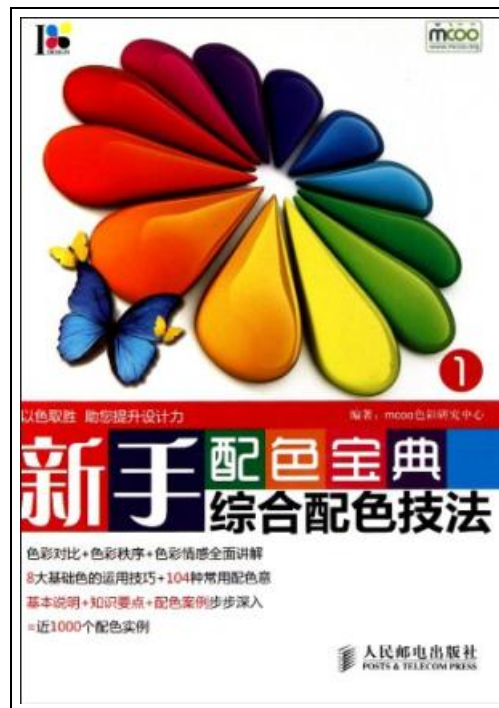 DESIGN
mcoo
www.mcoo.org
1
以色取胜 助您提升设计力
编著：mcoo色彩研究中心
新手配色宝典
综合配色技法
色彩对比+色彩秩序+色彩情感全面讲解
8大基础色的运用技巧+104种常用配色意
基本说明+知识要点+配色案例步步深入
=近1000个配色实例
人民邮电出版社
POSTS & TELECOM PRESS